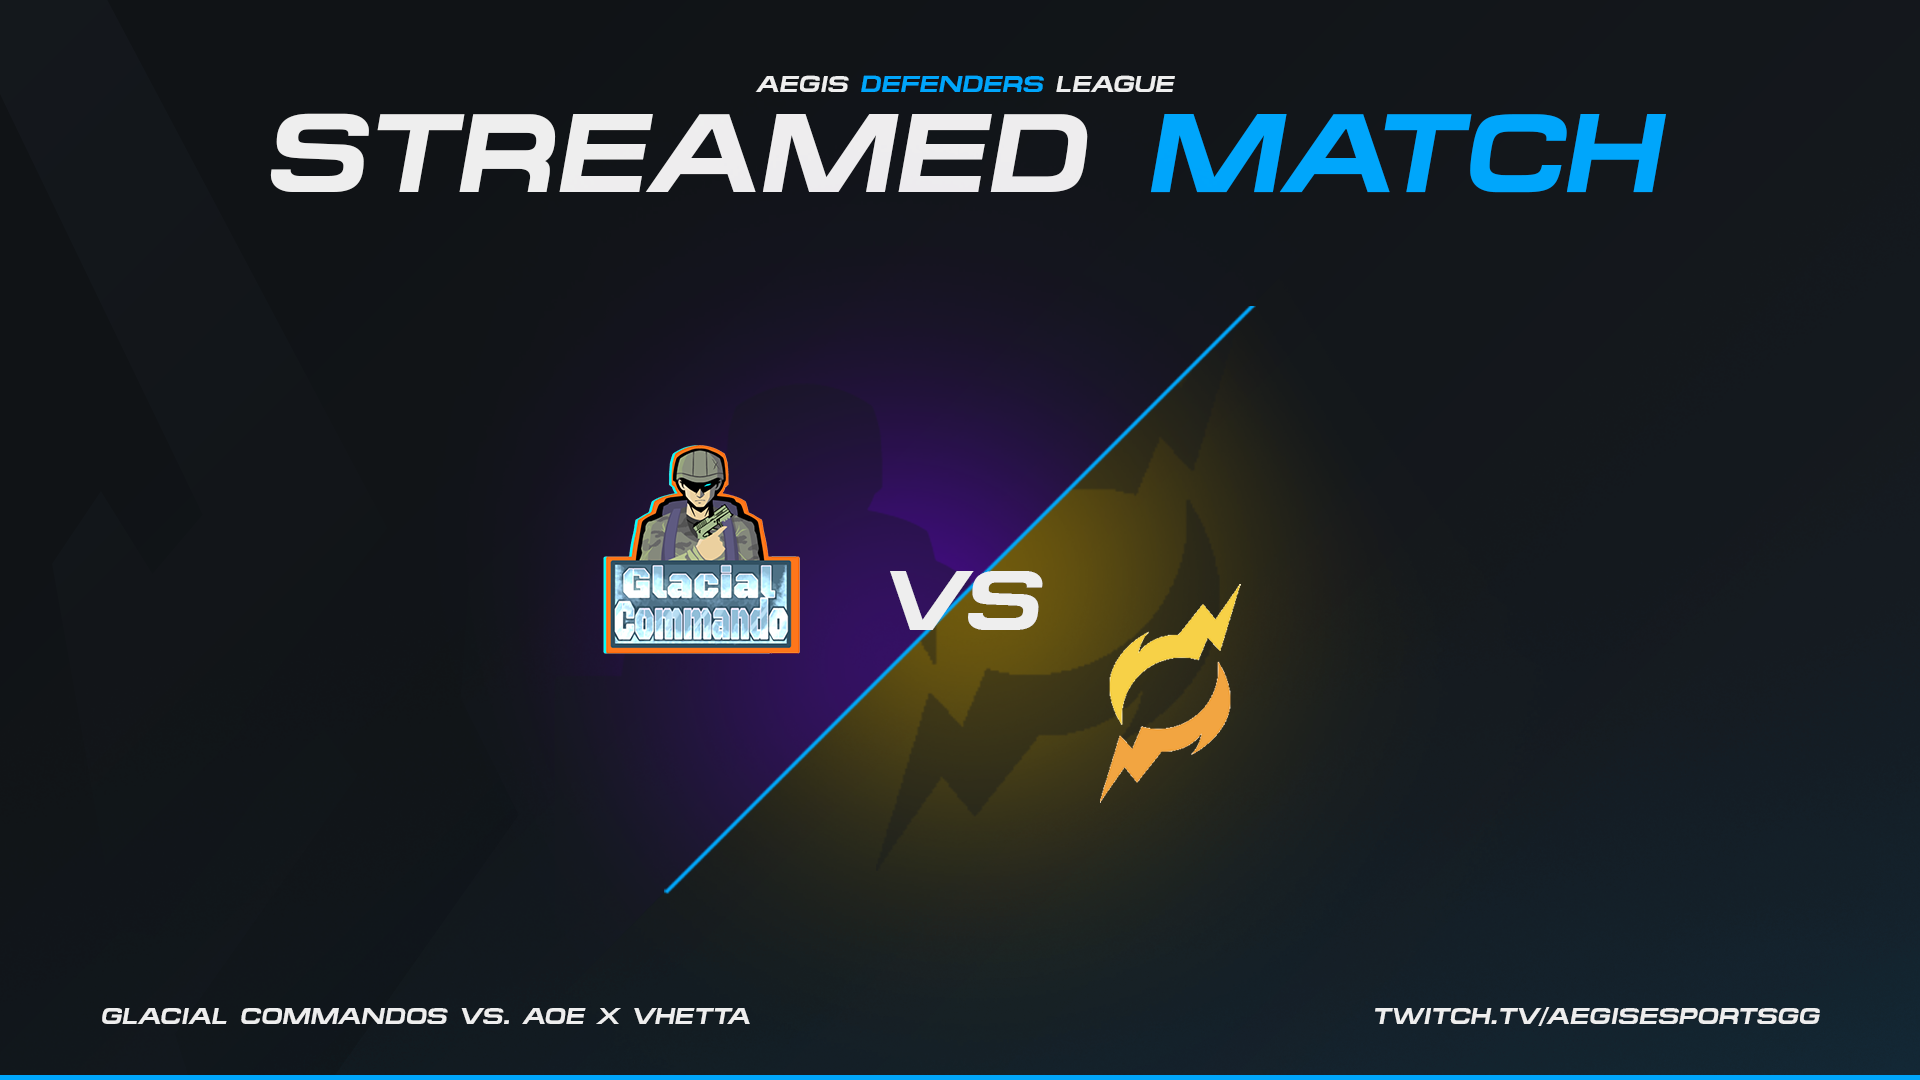 AEGIS DEFENDERS LEAGUE
STREAMED MATCH
Glacial
Commando
VS
GLACIAL COMMANDOS VS. AOE X VHETTA
TWITCH.TV/AEGISESPORTSGG